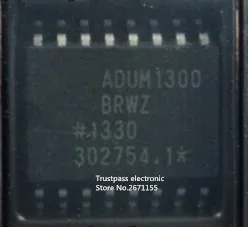 ADUM1300
BRWZ
#1330
302754.1*
Trustpass electronic
Store No.2671155